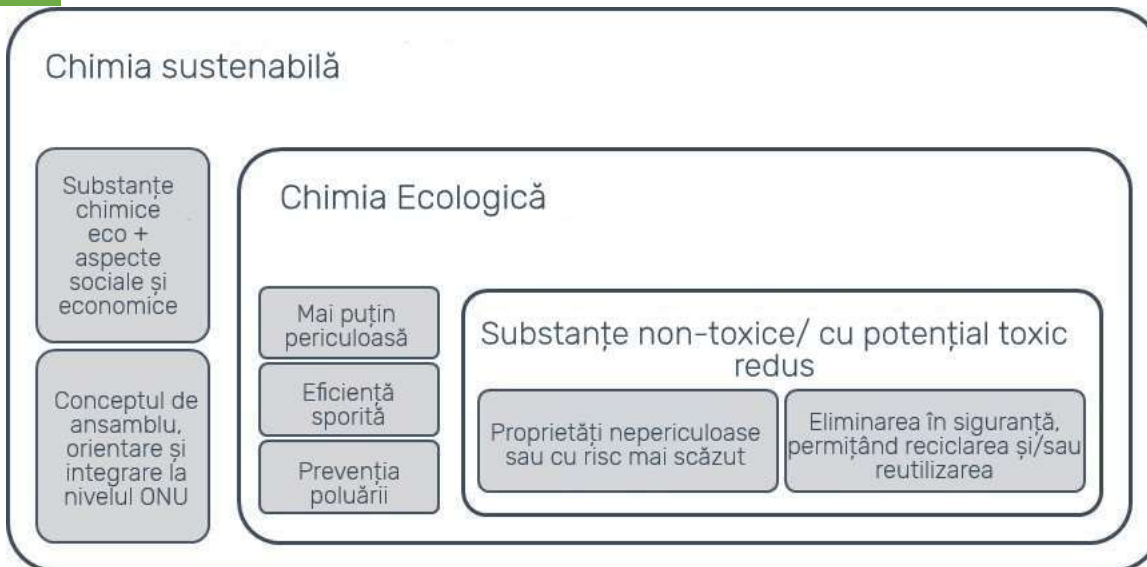 Chimia sustenabilă
Substanțe
chimice
eco +
aspecte
sociale și
economice
Conceptul de
ansamblu,
orientare și
integrare la
nivelul ONU
Chimia Ecologică
Mai puțin
periculoasă
Eficiență
sporită
Prevenția
poluării
Substanțe non-toxice/ cu potențial toxic
redus
Proprietăți nepericuloase
sau cu risc mai scăzut
Eliminarea în siguranță,
permițând reciclarea și/sau
reutilizarea